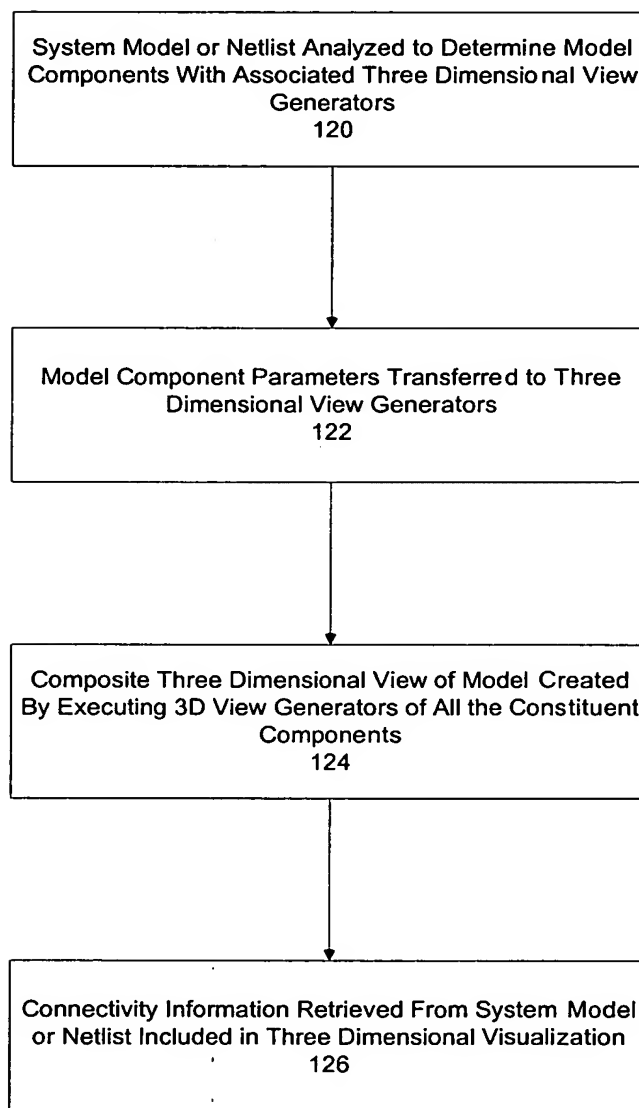 System Model or Netlist Analyzed to Determine Model
Components With Associated Three Dimensional View
Generators
120
Model Component Parameters Transferred to Three
Dimensional View Generators
122
Composite Three Dimensional View of Model Created
By Executing 3D View Generators of All the Constituent
Components
124
Connectivity Information Retrieved From System Model
or Netlist Included in Three Dimensional Visualization
126